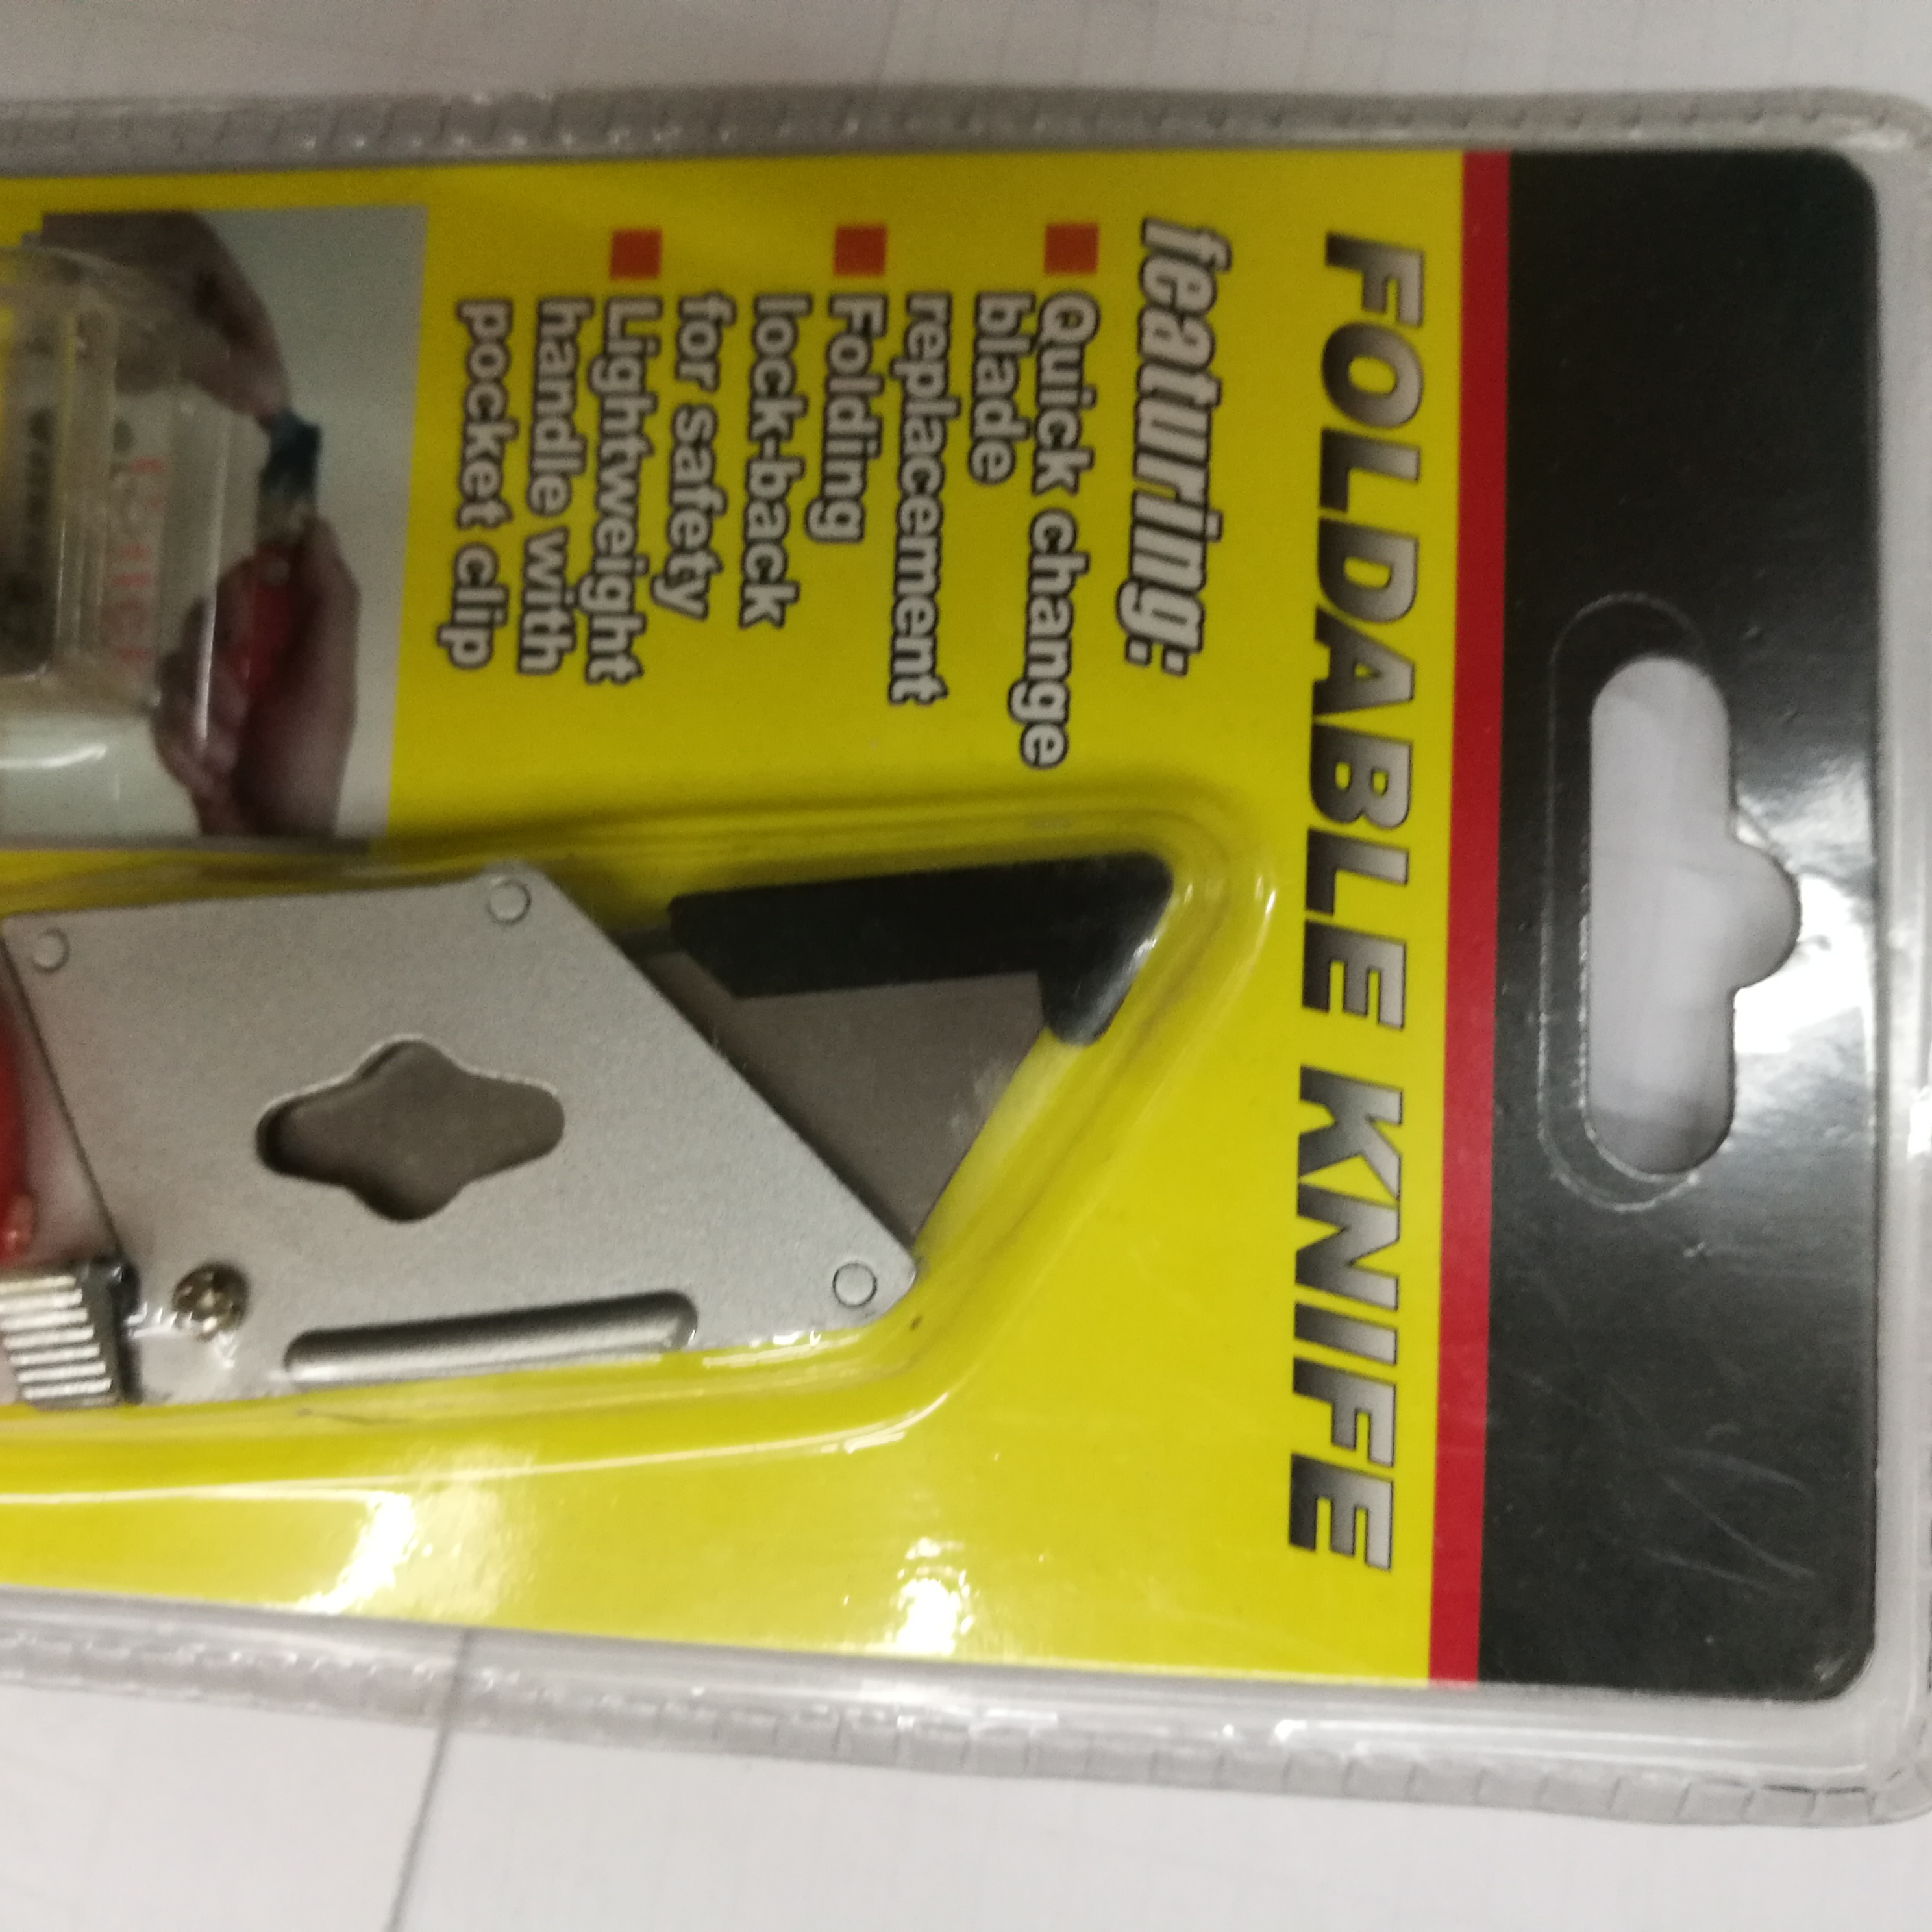 FOLDABLE KNIFE
featuring:
Quick change
blade
replacement
Folding
lock-back
for safety
Lightweight
handle with
pocket clip